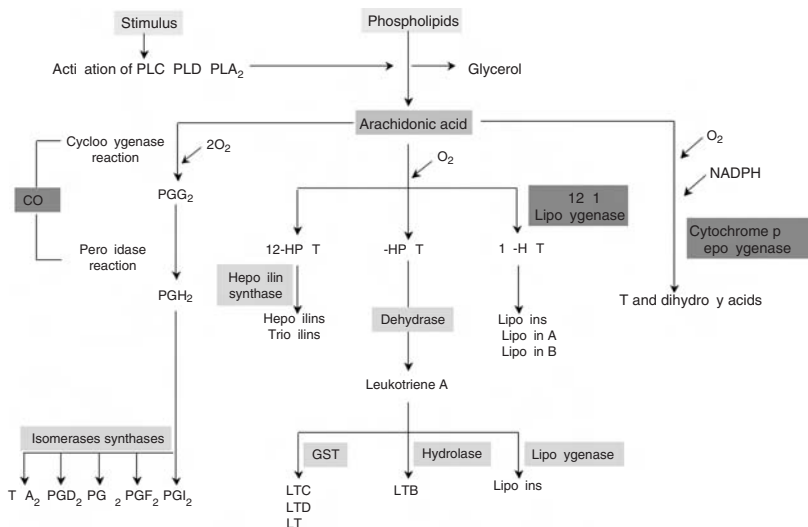 Stimulus
Phospholipids
Acti ation of PLC PLD PLA₂
Glycerol
Arachidonic acid
Cycloo ygenase
reaction
2O₂
O₂
O₂
NADPH
CO
PGG₂
12 1
Lipo ygenase
Cytochrome p
epo ygenase
Pero idase
reaction
12-HP T
-HP T
1 -H T
PGH₂
Hepo ilin
synthase
T and dihydro y acids
Hepo ilins
Trio ilins
Dehydrase
Lipo ins
Lipo in A
Lipo in B
Leukotriene A
Isomerases synthases
GST
Hydrolase
Lipo ygenase
T A₂
PGD₂
PG ₂
PGF₂
PGI₂
LTC
LTD
LT
LTB
Lipo ins